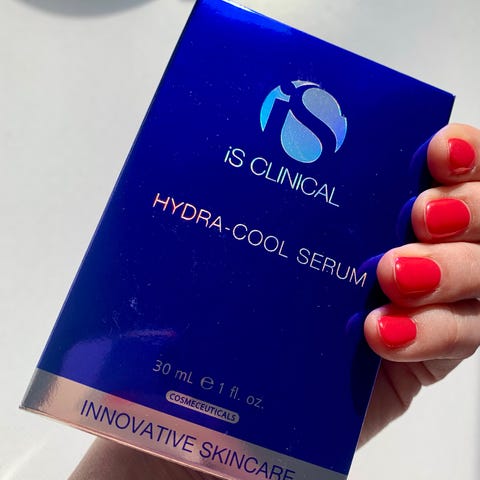 iS
iS CLINICAL
HYDRA-COOL SERUM
30 mL ℮ 1 fl. oz.
COSMECEUTICALS
INNOVATIVE SKINCARE